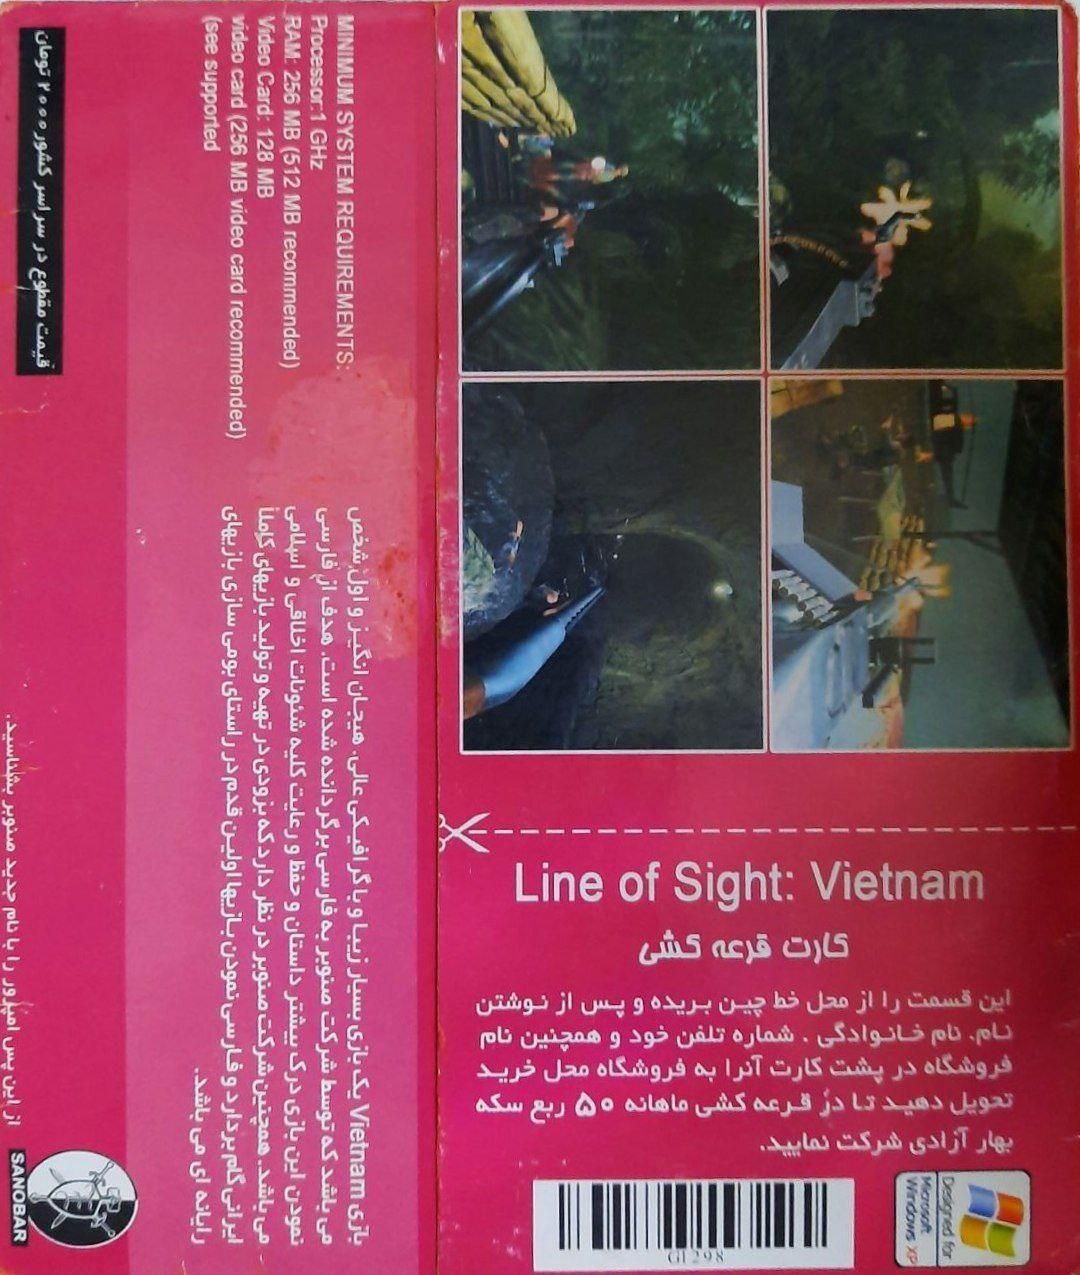 MINIMUM SYSTEM REQUIREMENTS:
Processor:1 GHz
RAM: 256 MB (512 MB recommended)
Video Card: 128 MB
video card (256 MB video card recommended)
(see supported
قیمت مقطوع در سراسر کشور ۲۰۰۰ تومان
بازی Vietnam یک بازی بسیار زیبا و با گرافیکی عالی، هیجان انگیز و اول شخص
می باشد که توسط شرکت صنوبر به فارسی برگردانده شده است. هدف از فارسی
نمودن این بازی درک بیشتر داستان و حفظ و رعایت کلیه شئونات اخلاقی و اسلامی
می باشد. همچنین شرکت صنوبر در نظر دارد که بزودی در تهیه و تولید بازیهای کاملاً
ایرانی گام بردارد و فارسی نمودن بازیها اولین قدم در راستای بومی سازی بازیهای
رایانه ای می باشد.
از این پس امپرور را با نام جدید صنوبر بشناسید.
SANOBAR
Line of Sight: Vietnam
کارت قرعه کشی
این قسمت را از محل خط چین بریده و پس از نوشتن
نام، نام خانوادگی . شماره تلفن خود و همچنین نام
فروشگاه در پشت کارت آنرا به فروشگاه محل خرید
تحویل دهید تا در قرعه کشی ماهانه ۵۰ ربع سکه
بهار آزادی شرکت نمایید.
GI 298
Designed for
Microsoft
Windows XP